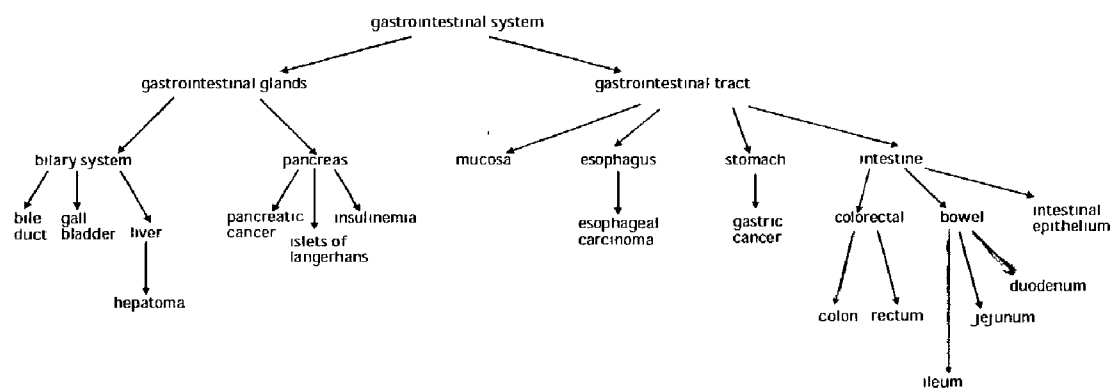 gastrointestinal system
gastrointestinal glands
gastrointestinal tract
bilary system
pancreas
mucosa
esophagus
stomach
intestine
bile
duct
gall
bladder
liver
pancreatic
cancer
islets of
langerhans
insulinemia
esophageal
carcinoma
gastric
cancer
colorectal
bowel
intestinal
epithelium
hepatoma
colon
rectum
duodenum
jejunum
ileum